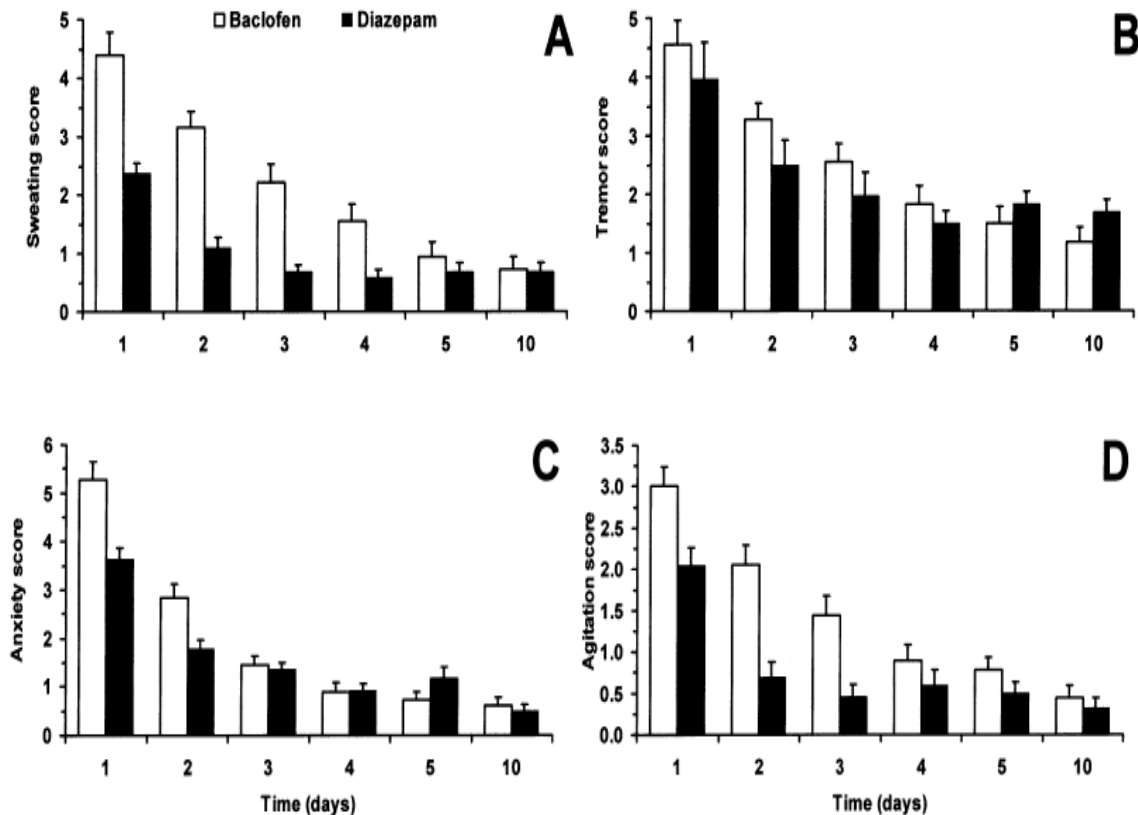 Baclofen Diazepam
A
Sweating score
5
4
3
2
1
0
1 2 3 4 5 10
B
Tremor score
5
4
3
2
1
0
1 2 3 4 5 10
C
Anxiety score
6
5
4
3
2
1
0
1 2 3 4 5 10
Time (days)
D
Agitation score
3.5
3.0
2.5
2.0
1.5
1.0
0.5
0.0
1 2 3 4 5 10
Time (days)